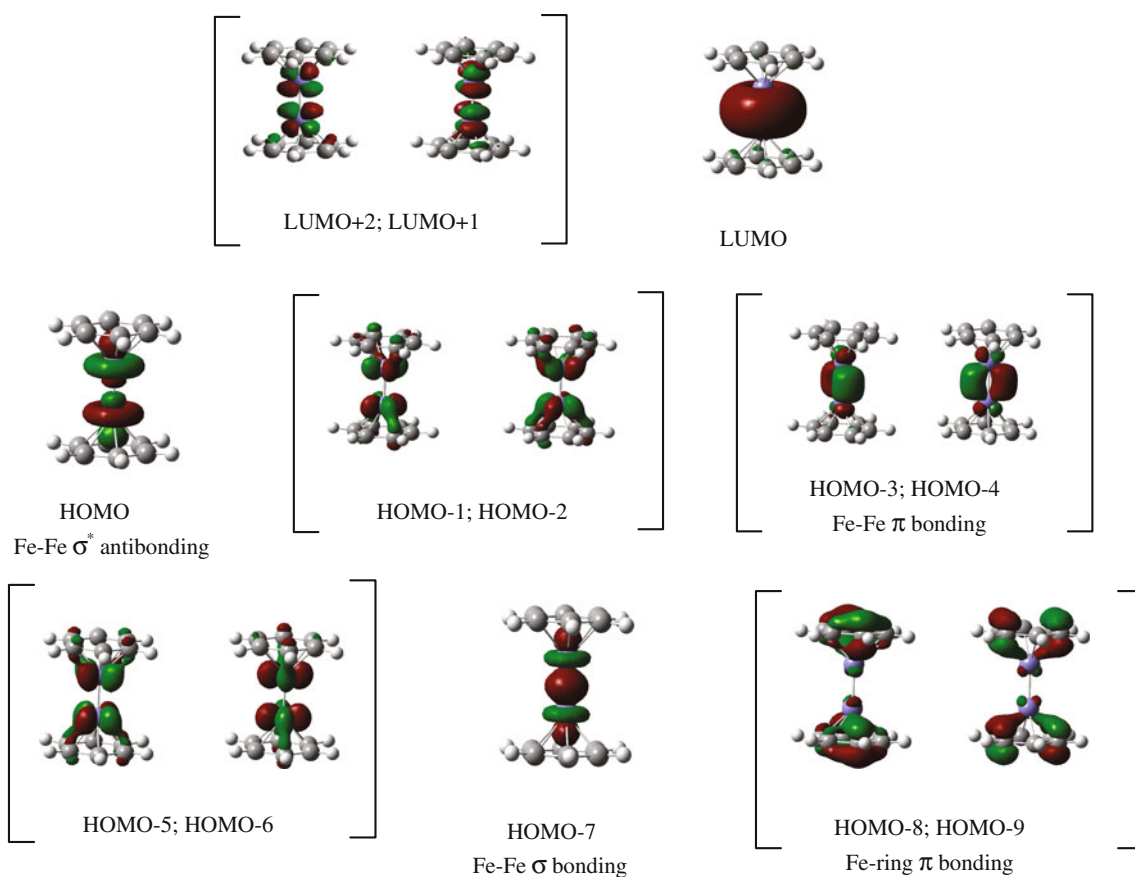 LUMO+2; LUMO+1
LUMO
HOMO
Fe-Fe σ* antibonding
HOMO-1; HOMO-2
HOMO-3; HOMO-4
Fe-Fe π bonding
HOMO-5; HOMO-6
HOMO-7
Fe-Fe σ bonding
HOMO-8; HOMO-9
Fe-ring π bonding